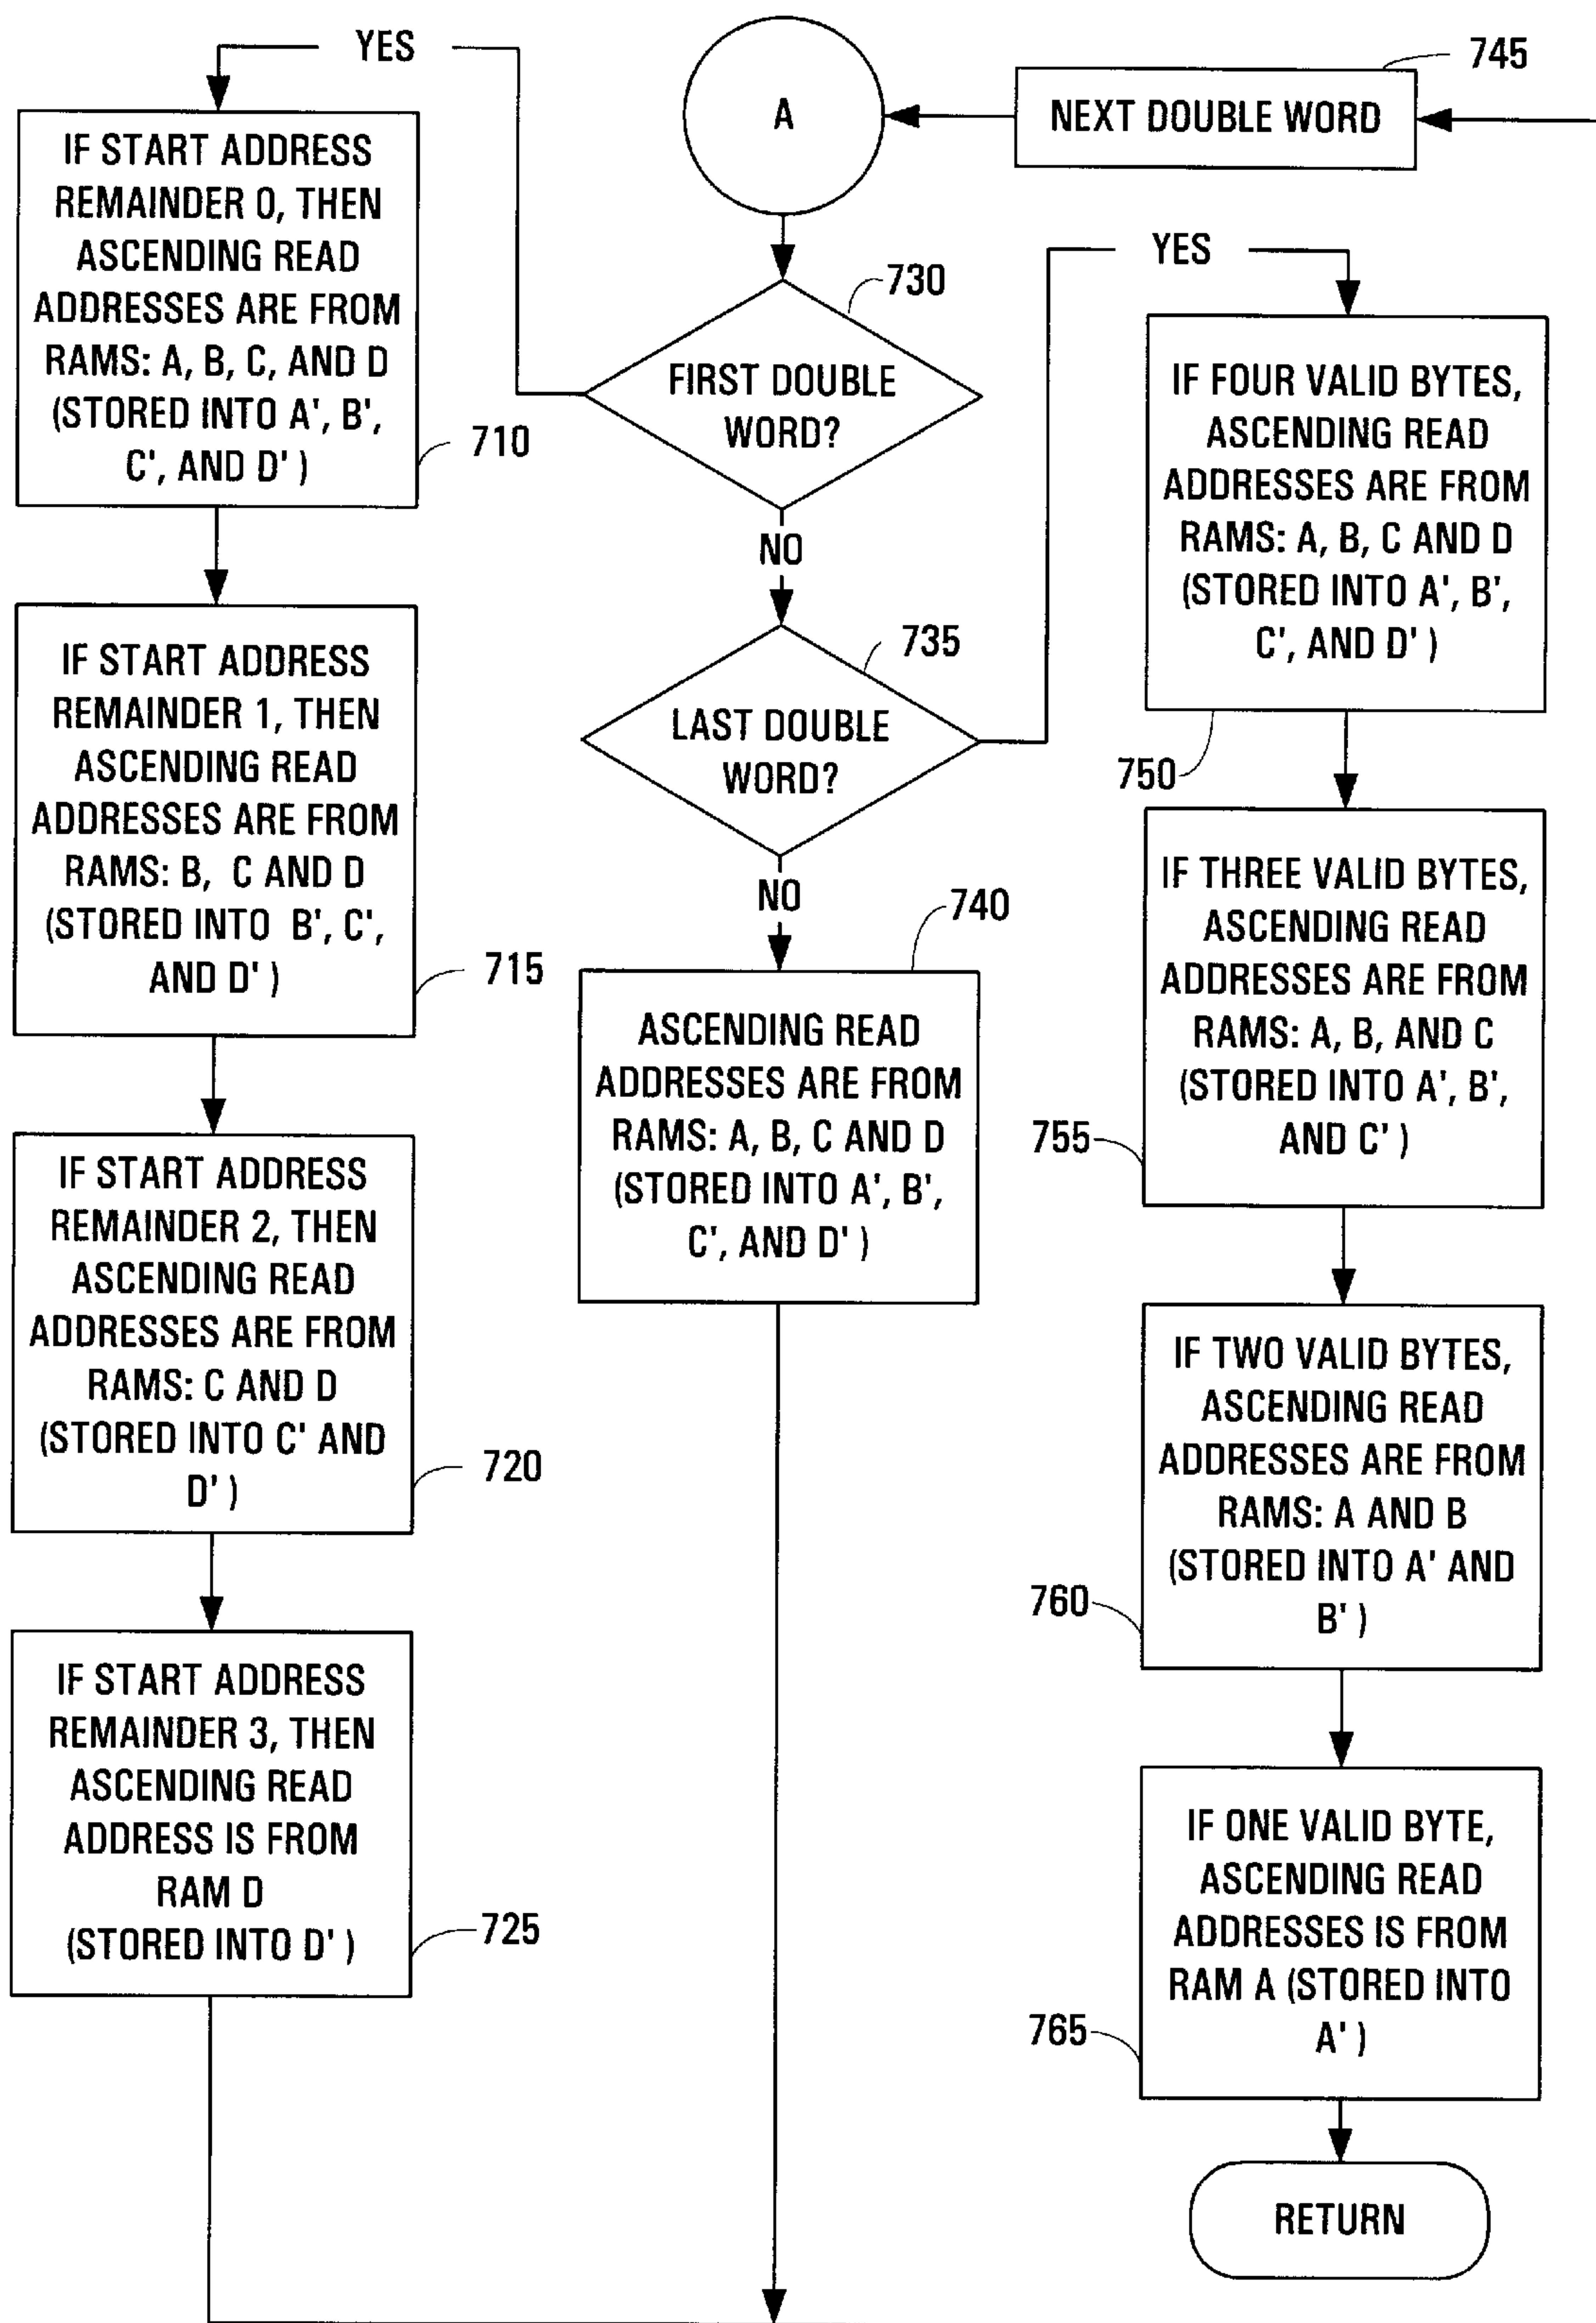 YES
A
NEXT DOUBLE WORD
745
IF START ADDRESS
REMAINDER 0, THEN
ASCENDING READ
ADDRESSES ARE FROM
RAMS: A, B, C, AND D
(STORED INTO A', B',
C', AND D' )
710
IF START ADDRESS
REMAINDER 1, THEN
ASCENDING READ
ADDRESSES ARE FROM
RAMS: B, C AND D
(STORED INTO B', C',
AND D' )
715
IF START ADDRESS
REMAINDER 2, THEN
ASCENDING READ
ADDRESSES ARE FROM
RAMS: C AND D
(STORED INTO C' AND
D' )
720
IF START ADDRESS
REMAINDER 3, THEN
ASCENDING READ
ADDRESS IS FROM
RAM D
(STORED INTO D' )
725
730
FIRST DOUBLE
WORD?
NO
735
LAST DOUBLE
WORD?
NO
740
ASCENDING READ
ADDRESSES ARE FROM
RAMS: A, B, C AND D
(STORED INTO A', B',
C', AND D' )
YES
IF FOUR VALID BYTES,
ASCENDING READ
ADDRESSES ARE FROM
RAMS: A, B, C AND D
(STORED INTO A', B',
C', AND D' )
750
IF THREE VALID BYTES,
ASCENDING READ
ADDRESSES ARE FROM
RAMS: A, B, AND C
(STORED INTO A', B',
AND C' )
755
IF TWO VALID BYTES,
ASCENDING READ
ADDRESSES ARE FROM
RAMS: A AND B
(STORED INTO A' AND
B' )
760
IF ONE VALID BYTE,
ASCENDING READ
ADDRESSES IS FROM
RAM A (STORED INTO
A' )
765
RETURN